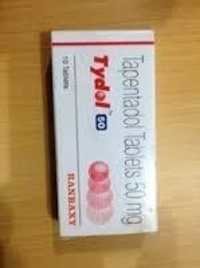 Tapentadol Tablets 50 mg
Tydol 50
10 Tablets
RANBAXY